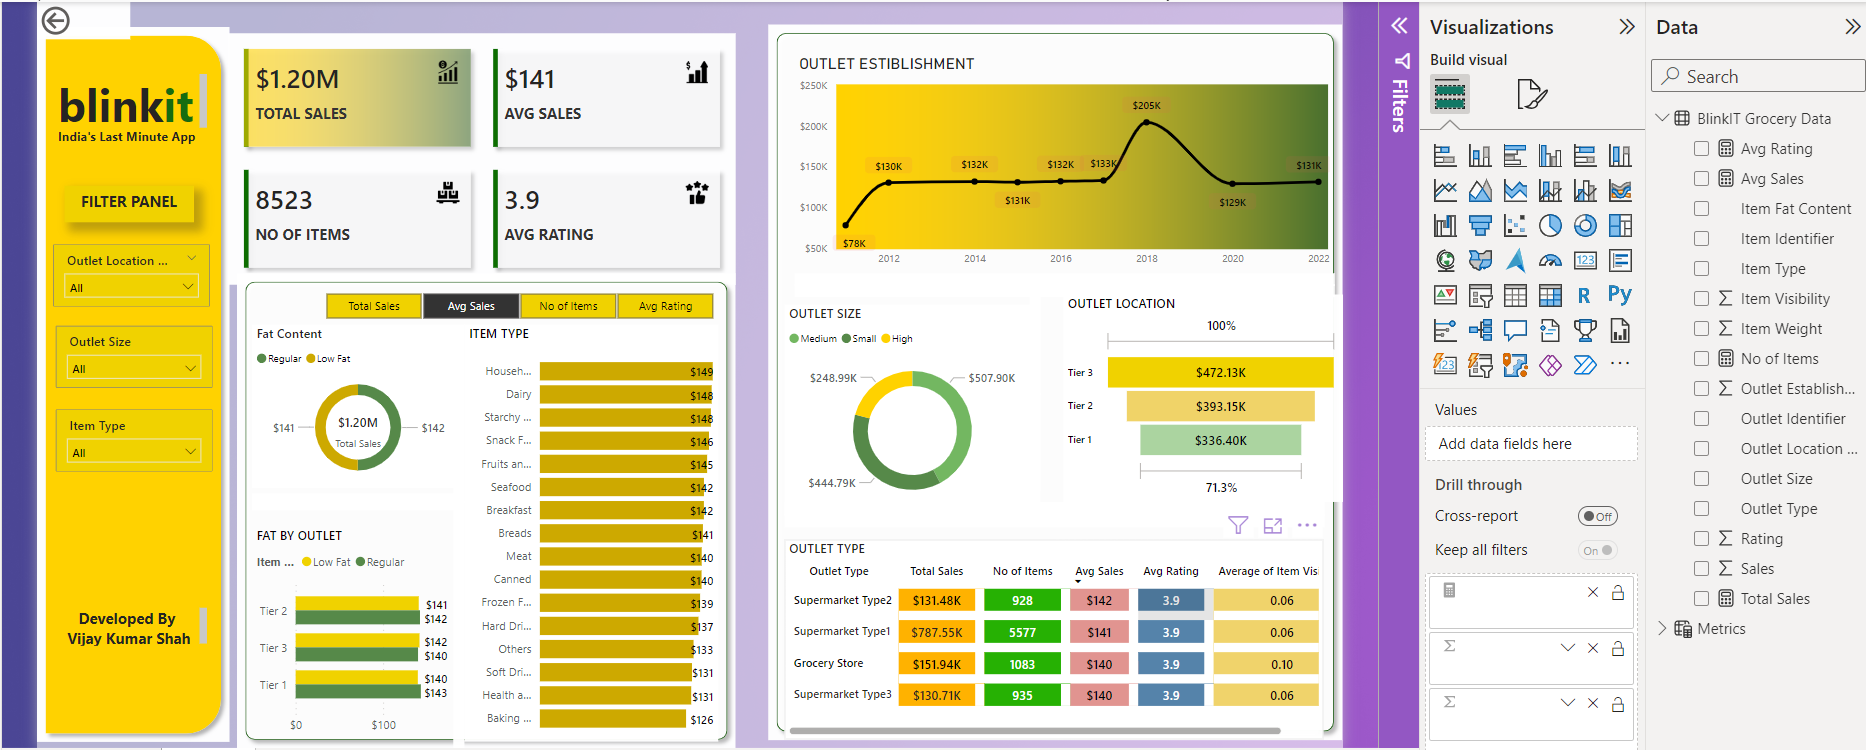 blinkit
India's Last Minute App
FILTER PANEL
Outlet Location ...
All
Outlet Size
All
Item Type
All
Developed By
Vijay Kumar Shah
$1.20M
TOTAL SALES
$141
AVG SALES
8523
NO OF ITEMS
3.9
AVG RATING
Total Sales Avg Sales No of Items Avg Rating
Fat Content
Regular Low Fat
$141
$1.20M
Total Sales
$142
FAT BY OUTLET
Item ... Low Fat Regular
Tier 2 $141
$142
Tier 3 $142
$140
Tier 1 $140
$143
$0 $100
ITEM TYPE
Househ... $149
Dairy $148
Starchy ... $148
Snack F... $146
Fruits an... $145
Seafood $142
Breakfast $142
Breads $141
Meat $140
Canned $140
Frozen F... $139
Hard Dri... $137
Others $133
Soft Dri... $131
Health a... $131
Baking ... $126
OUTLET ESTIBLISHMENT
$250K
$200K
$150K
$100K
$50K
$78K
$130K
$132K
$131K
$132K
$133K
$205K
$129K
$131K
2012 2014 2016 2018 2020 2022
OUTLET SIZE
Medium Small High
$248.99K
$507.90K
$444.79K
OUTLET LOCATION
100%
Tier 3 $472.13K
Tier 2 $393.15K
Tier 1 $336.40K
71.3%
OUTLET TYPE
Outlet Type Total Sales No of Items Avg Sales Avg Rating Average of Item Vis
Supermarket Type2 $131.48K 928 $142 3.9 0.06
Supermarket Type1 $787.55K 5577 $141 3.9 0.06
Grocery Store $151.94K 1083 $140 3.9 0.10
Supermarket Type3 $130.71K 935 $140 3.9 0.06
Filters
Visualizations
Build visual
123
R Py
123
...
Values
Add data fields here
Drill through
Cross-report Off
Keep all filters On
Data
Search
BlinkIT Grocery Data
Avg Rating
Avg Sales
Item Fat Content
Item Identifier
Item Type
Item Visibility
Item Weight
No of Items
Outlet Establish...
Outlet Identifier
Outlet Location ...
Outlet Size
Outlet Type
Rating
Sales
Total Sales
Metrics